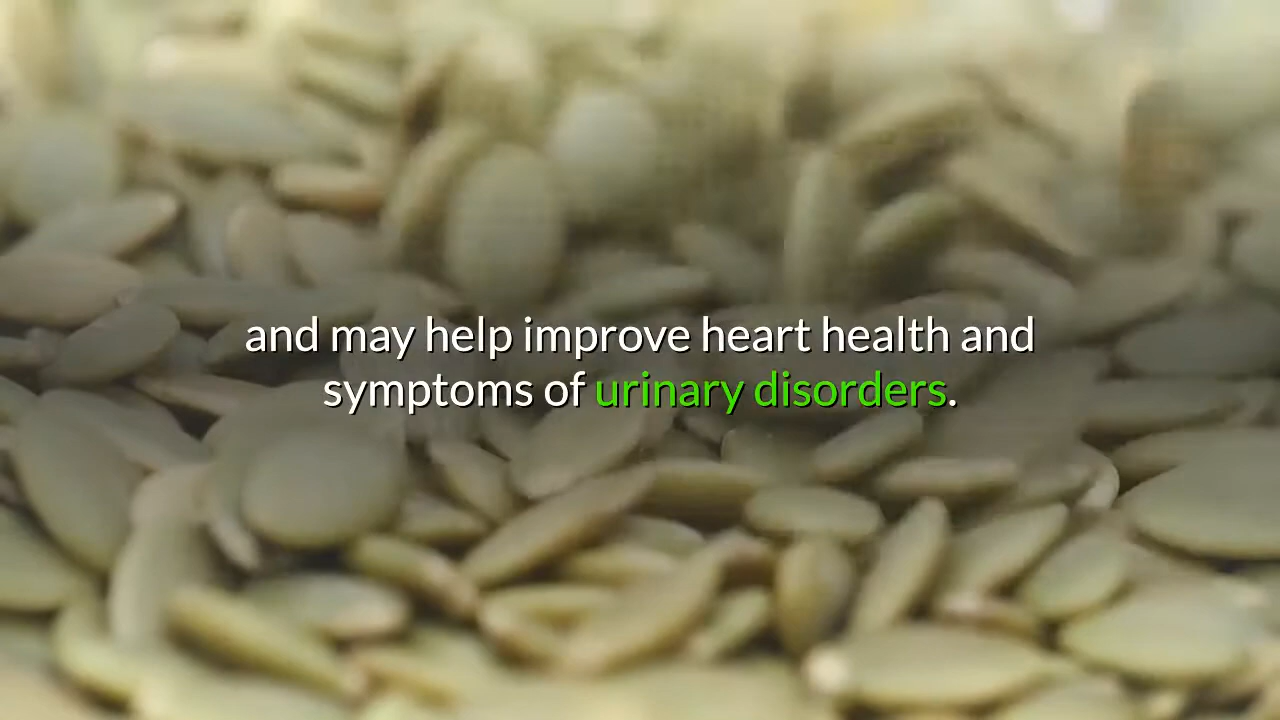 and may help improve heart health and
symptoms of urinary disorders.